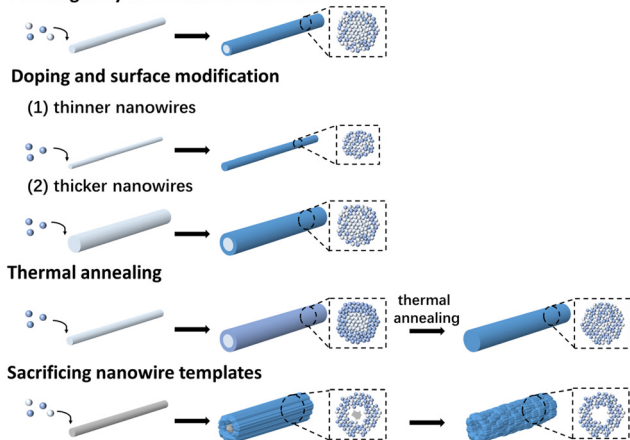 Doping and surface modification
(1) thinner nanowires
(2) thicker nanowires
Thermal annealing
thermal
annealing
Sacrificing nanowire templates